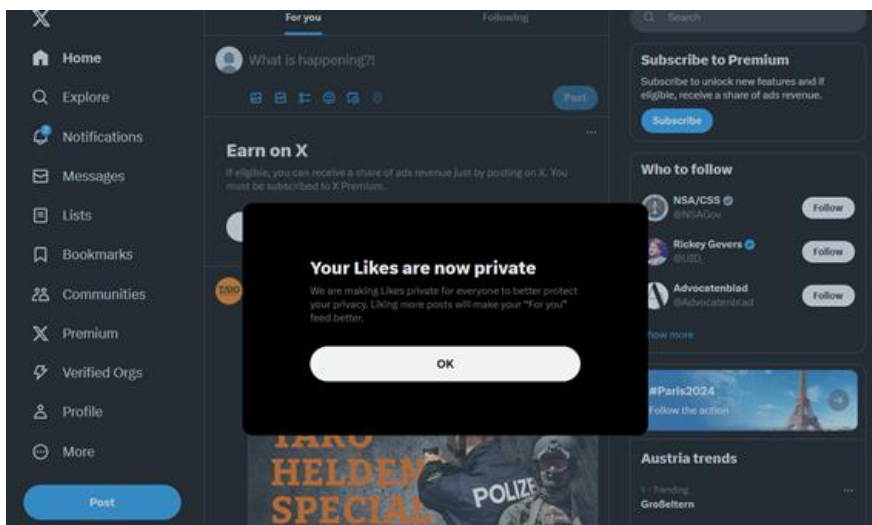 For you
Following
Search
Home
Explore
Notifications
Messages
Lists
Bookmarks
Communities
Premium
Verified Orgs
Profile
More
Post
What is happening?!
Post
Earn on X
If eligible, you can receive a share of ads revenue just by posting on X. You
must be subscribed to X Premium.
Your Likes are now private
We are making Likes private for everyone to better protect
your privacy. Liking more posts will make your "For you"
feed better.
OK
TARO
TARO
HELDEN
SPECIAL
POLIZE
Subscribe to Premium
Subscribe to unlock new features and if
eligible, receive a share of ads revenue.
Subscribe
Who to follow
NSA/CSS
@NSAGov
Follow
Rickey Gevers
@UID_
Follow
Advocatenblad
@Advocatenblad
Follow
Show more
#Paris2024
Follow the action
Austria trends
1 · Trending
Großeltern